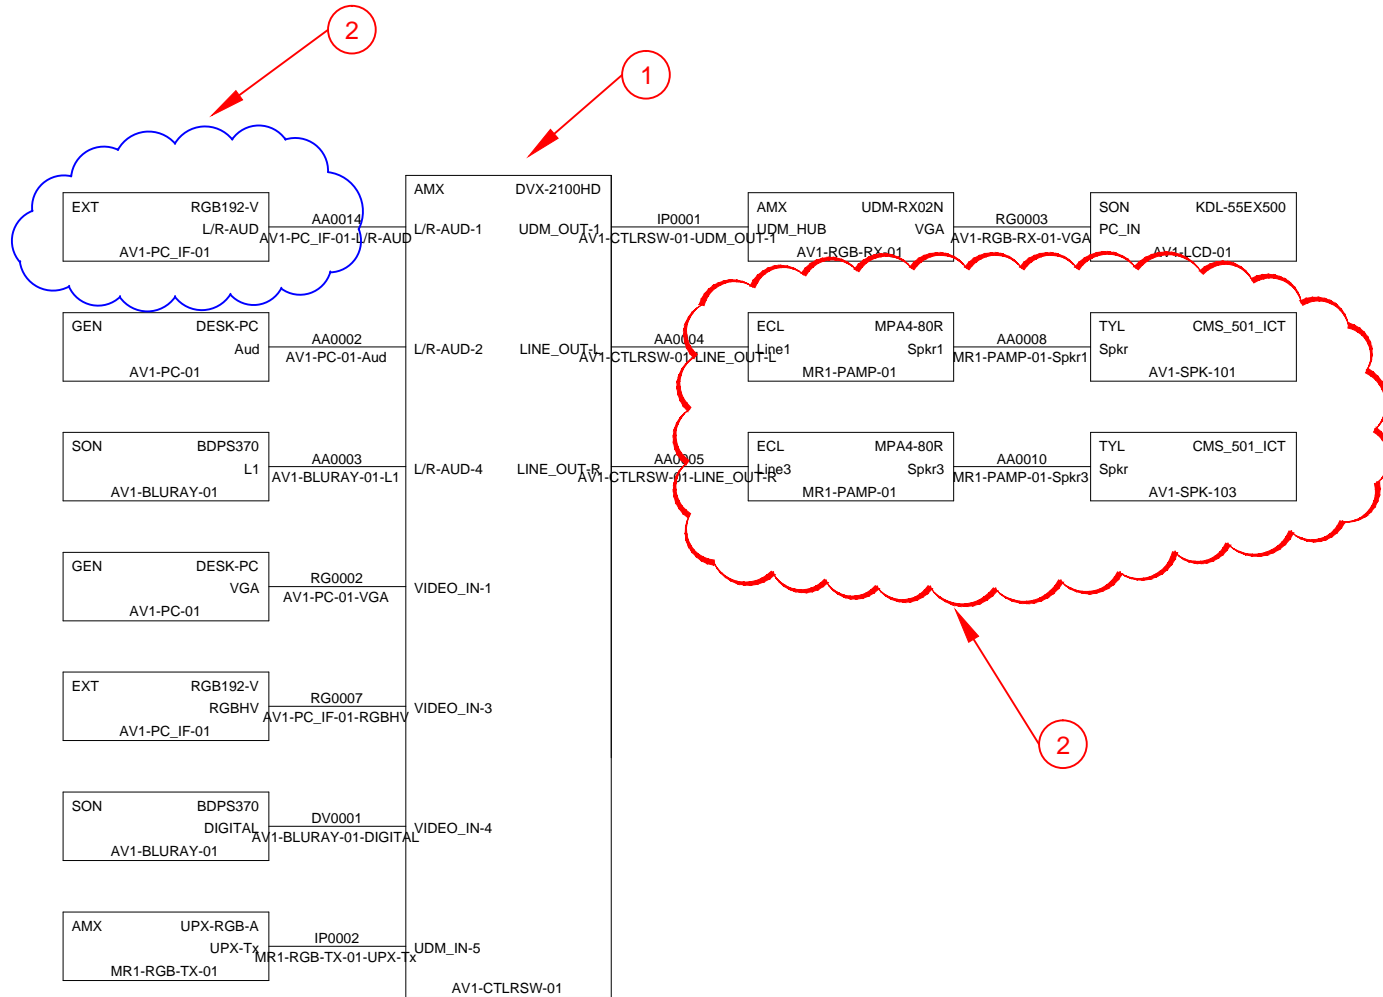 2
1
EXT RGB192-V
L/R-AUD
AV1-PC_IF-01
AA0014
AV1-PC_IF-01-L/R-AUD
AMX DVX-2100HD
L/R-AUD-1 UDM_OUT-1
IP0001
AV1-CTLRSW-01-UDM_OUT-1
AMX UDM-RX02N
UDM_HUB VGA
AV1-RGB-RX-01
RG0003
AV1-RGB-RX-01-VGA
SON KDL-55EX500
PC_IN
AV1-LCD-01
GEN DESK-PC
Aud
AV1-PC-01
AA0002
AV1-PC-01-Aud
L/R-AUD-2 LINE_OUT-L
AA0004
AV1-CTLRSW-01-LINE_OUT-L
ECL MPA4-80R
Line1 Spkr1
MR1-PAMP-01
AA0008
MR1-PAMP-01-Spkr1
TYL CMS_501_ICT
Spkr
AV1-SPK-101
SON BDPS370
L1
AV1-BLURAY-01
AA0003
AV1-BLURAY-01-L1
L/R-AUD-4 LINE_OUT-R
AA0005
AV1-CTLRSW-01-LINE_OUT-R
ECL MPA4-80R
Line3 Spkr3
MR1-PAMP-01
AA0010
MR1-PAMP-01-Spkr3
TYL CMS_501_ICT
Spkr
AV1-SPK-103
GEN DESK-PC
VGA
AV1-PC-01
RG0002
AV1-PC-01-VGA
VIDEO_IN-1
EXT RGB192-V
RGBHV
AV1-PC_IF-01
RG0007
AV1-PC_IF-01-RGBHV
VIDEO_IN-3
2
SON BDPS370
DIGITAL
AV1-BLURAY-01
DV0001
AV1-BLURAY-01-DIGITAL
VIDEO_IN-4
AMX UPX-RGB-A
UPX-Tx
MR1-RGB-TX-01
IP0002
MR1-RGB-TX-01-UPX-Tx
UDM_IN-5
AV1-CTLRSW-01